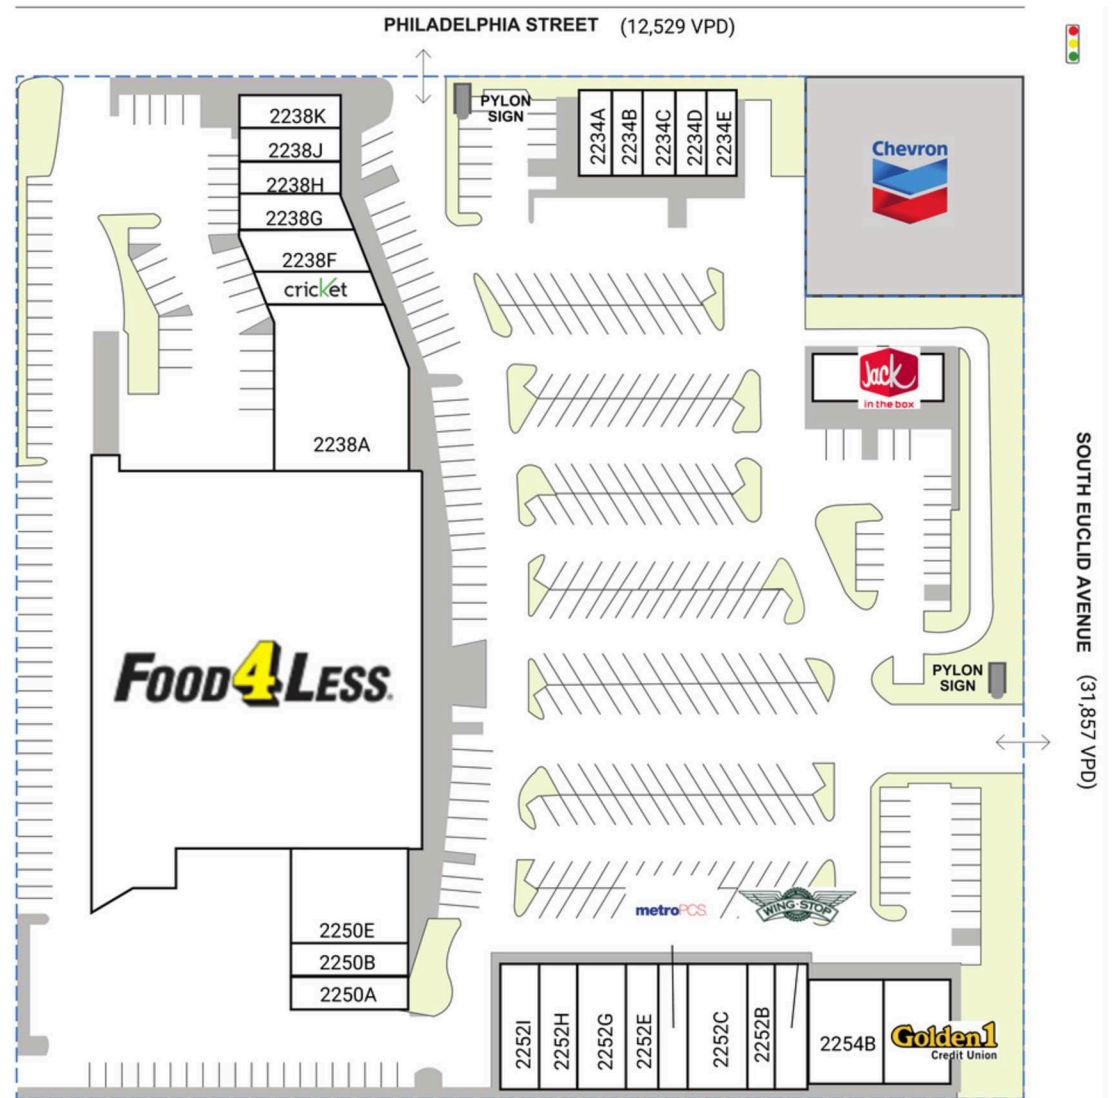 PHILADELPHIA STREET (12,529 VPD)
PYLON
SIGN
2238K
2238J
2238H
2238G
2238F
cricket
2238A
2234A
2234B
2234C
2234D
2234E
Chevron
Jack
in the box
SOUTH EUCLID AVENUE (31,857 VPD)
FOOD4LESS
PYLON
SIGN
metroPCS
WING·STOP
2250E
2250B
2250A
2252I
2252H
2252G
2252E
2252C
2252B
2254B
Golden1
Credit Union